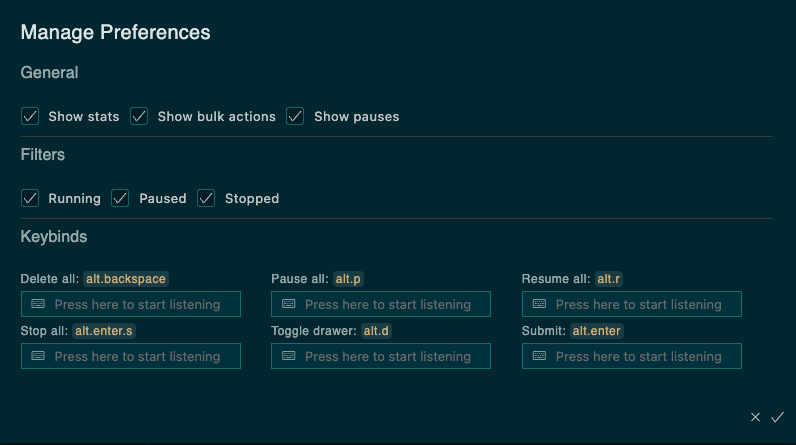 Manage Preferences
General
Show stats Show bulk actions Show pauses
Filters
Running Paused Stopped
Keybinds
Delete all: alt.backspace Pause all: alt.p Resume all: alt.r
Press here to start listening Press here to start listening Press here to start listening
Stop all: alt.enter.s Toggle drawer: alt.d Submit: alt.enter
Press here to start listening Press here to start listening Press here to start listening